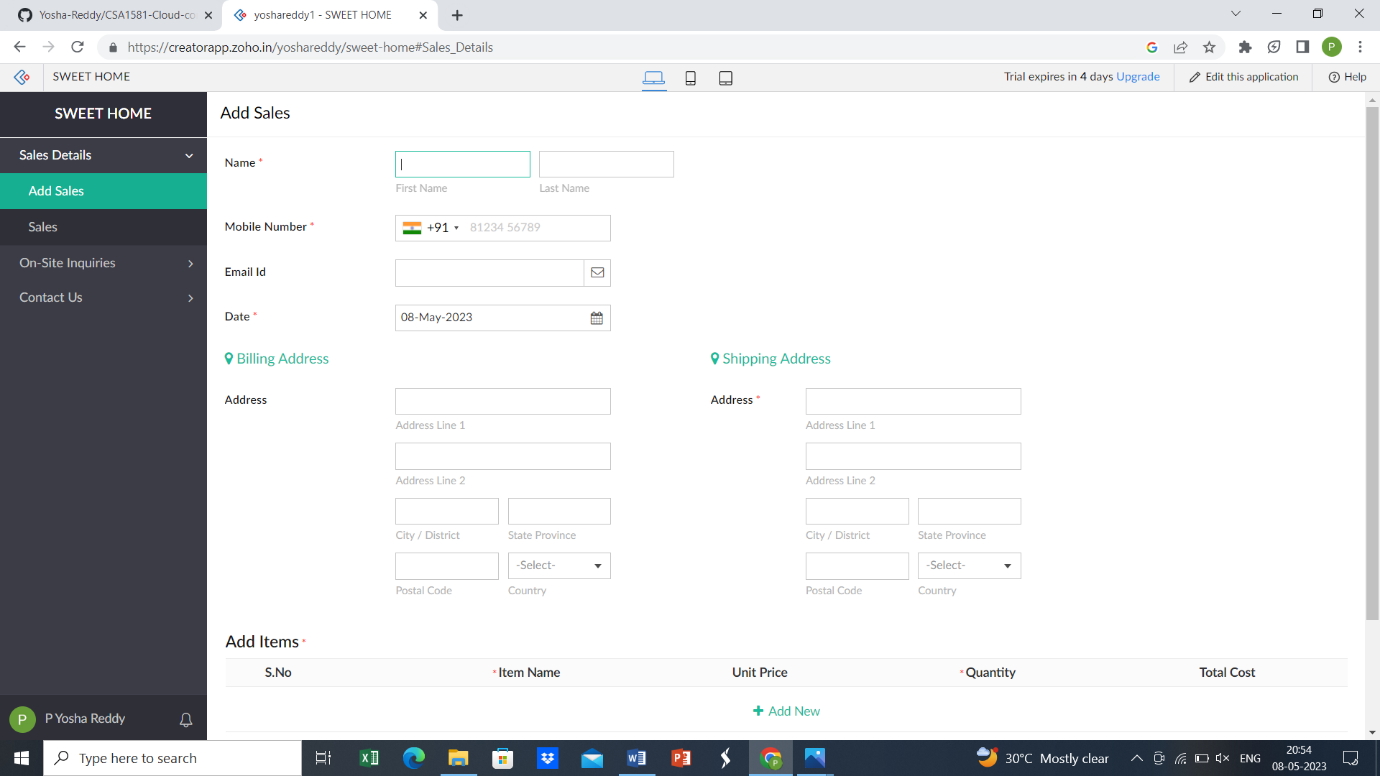 Yosha-Reddy/CSA1581-Cloud-co
yoshareddy1 - SWEET HOME
https://creatorapp.zoho.in/yoshareddy/sweet-home#Sales_Details
P
SWEET HOME
Trial expires in 4 days Upgrade
Edit this application
Help
SWEET HOME
Sales Details
Add Sales
Sales
On-Site Inquiries
Contact Us
P P Yosha Reddy
Add Sales
Name *
First Name Last Name
Mobile Number * +91 81234 56789
Email Id
Date * 08-May-2023
Billing Address
Address
Address Line 1
Address Line 2
City / District State Province
-Select-
Postal Code Country
Shipping Address
Address *
Address Line 1
Address Line 2
City / District State Province
-Select-
Postal Code Country
Add Items *
S.No * Item Name Unit Price * Quantity Total Cost
+ Add New
Type here to search
30°C Mostly clear
ENG
20:54
08-05-2023